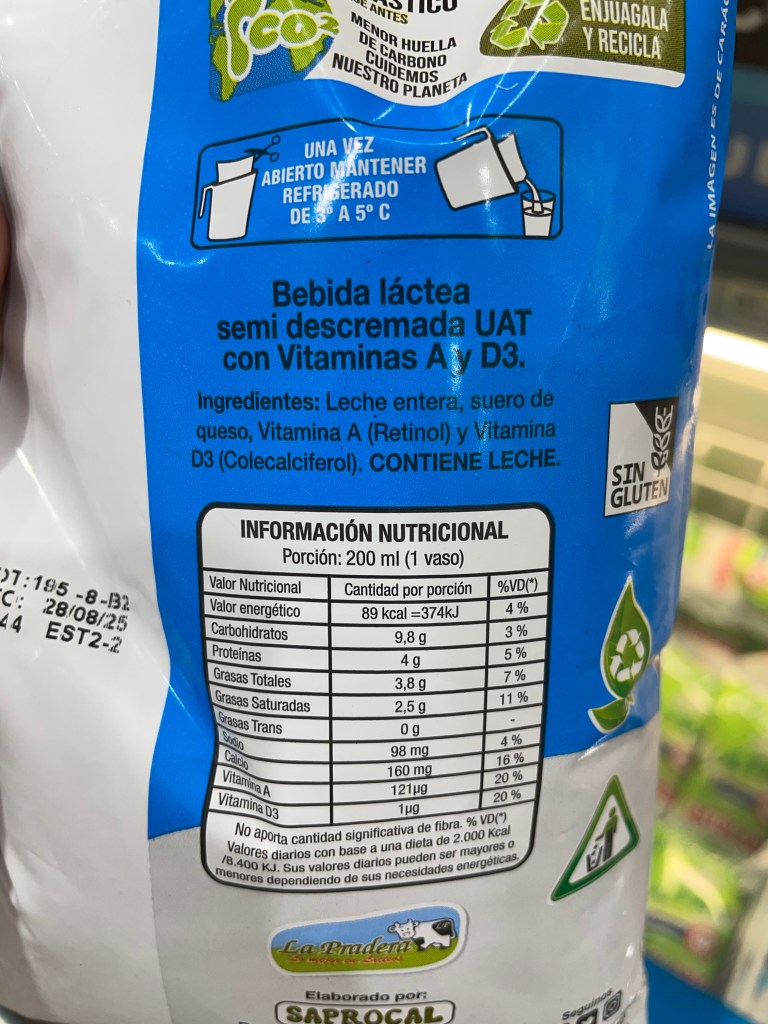 CO2
DE ANTES
MENOR HUELLA
DE CARBONO
CUIDEMOS
NUESTRO PLANETA
ENJUAGALA
Y RECICLA
LA IMAGEN ES DE
UNA VEZ
ABIERTO MANTENER
REFRIGERADO
DE 3º A 5º C
Bebida láctea
semi descremada UAT
con Vitaminas A y D3.
Ingredientes: Leche entera, suero de
queso, Vitamina A (Retinol) y Vitamina
D3 (Colecalciferol). CONTIENE LECHE.
SIN
GLUTEN
INFORMACIÓN NUTRICIONAL
Porción: 200 ml (1 vaso)
Valor Nutricional Cantidad por porción %VD(*)
Valor energético 89 kcal =374kJ 4 %
Carbohidratos 9,8 g 3 %
Proteínas 4 g 5 %
Grasas Totales 3,8 g 7 %
Grasas Saturadas 2,5 g 11 %
Grasas Trans 0 g -
Sodio 98 mg 4 %
Calcio 160 mg 16 %
Vitamina A 121µg 20 %
Vitamina D3 1µg 20 %
No aporta cantidad significativa de fibra. % VD(*)
Valores diarios con base a una dieta de 2.000 Kcal
/8.400 KJ. Sus valores diarios pueden ser mayores o
menores dependiendo de sus necesidades energéticas.
28/08/25
EST2-2
La Pradera
Elaborado por:
SAPROCAL
Seguinos